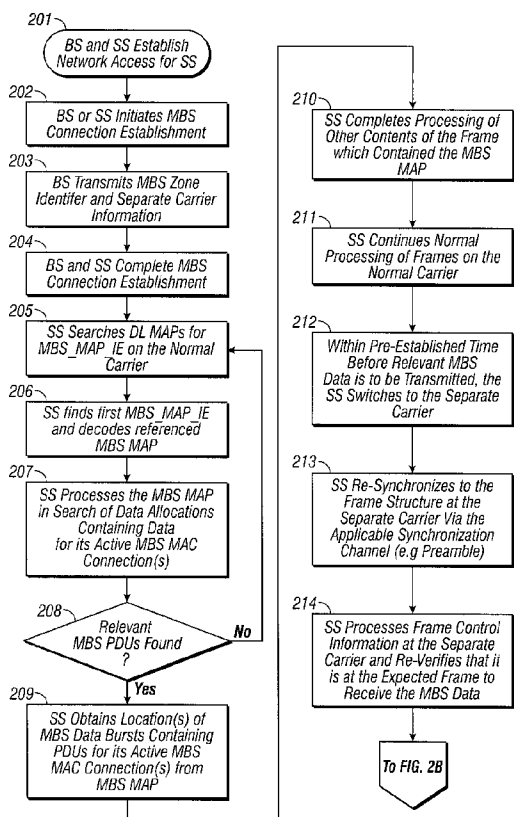 201
BS and SS Establish
Network Access for SS
202
BS or SS Initiates MBS
Connection Establishment
203
BS Transmits MBS Zone
Identifer and Separate Carrier
Information
204
BS and SS Complete MBS
Connection Establishment
205
SS Searches DL MAPs for
MBS_MAP_IE on the Normal
Carrier
206
SS finds first MBS_MAP_IE
and decodes referenced
MBS MAP
207
SS Processes the MBS MAP
in Search of Data Allocations
Containing Data
for its Active MBS MAC
Connection(s)
208
Relevant
MBS PDUs Found
?
No
Yes
209
SS Obtains Location(s) of
MBS Data Bursts Containing
PDUs for its Active MBS
MAC Connection(s) from
MBS MAP
210
SS Completes Processing of
Other Contents of the Frame
which Contained the MBS
MAP
211
SS Continues Normal
Processing of Frames on the
Normal Carrier
212
Within Pre-Established Time
Before Relevant MBS
Data is to be Transmitted, the
SS Switches to the Separate
Carrier
213
SS Re-Synchronizes to the
Frame Structure at the
Separate Carrier Via the
Applicable Synchronization
Channel (e.g Preamble)
214
SS Processes Frame Control
Information at the Separate
Carrier and Re-Verifies that it
is at the Expected Frame to
Receive the MBS Data
To FIG. 2B